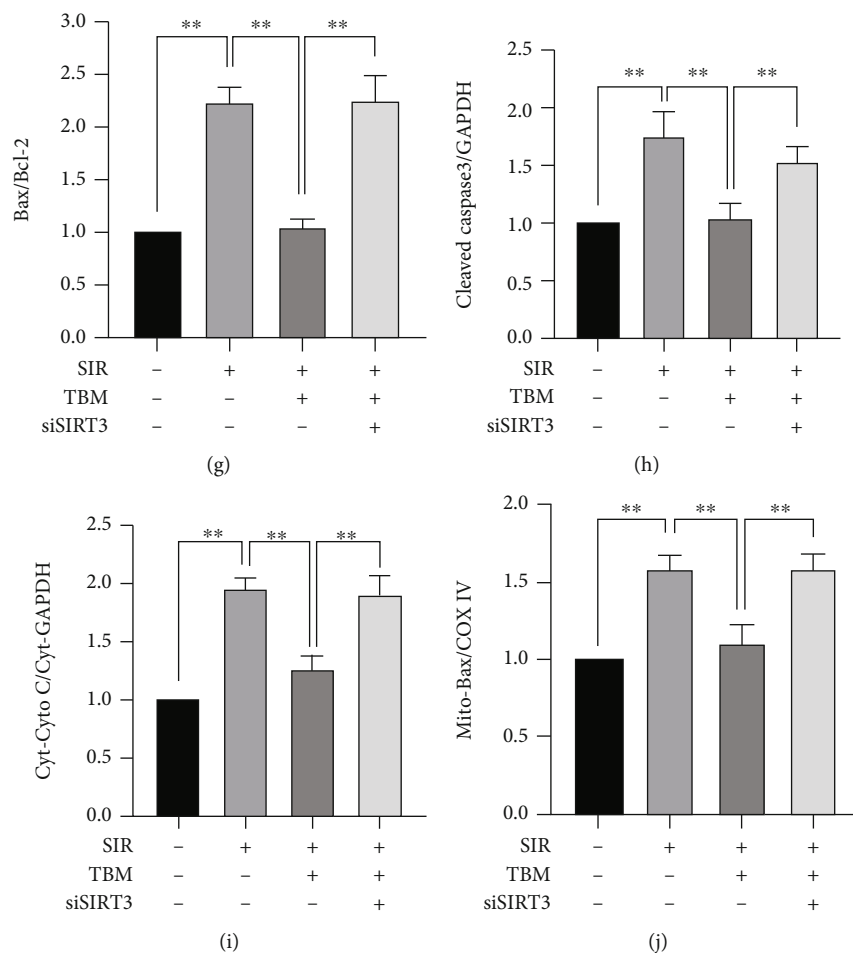 ** ** **
3.0
2.5
2.0
1.5
1.0
0.5
0.0
Bax/Bcl-2
SIR – + + +
TBM – – + +
siSIRT3 – – – +
(g)
** ** **
2.5
2.0
1.5
1.0
0.5
0.0
Cleaved caspase3/GAPDH
SIR – + + +
TBM – – + +
siSIRT3 – – – +
(h)
** ** **
2.5
2.0
1.5
1.0
0.5
0.0
Cyt-Cyto C/Cyt-GAPDH
SIR – + + +
TBM – – + +
siSIRT3 – – – +
(i)
** ** **
2.0
1.5
1.0
0.5
0.0
Mito-Bax/COX IV
SIR – + + +
TBM – – + +
siSIRT3 – – – +
(j)